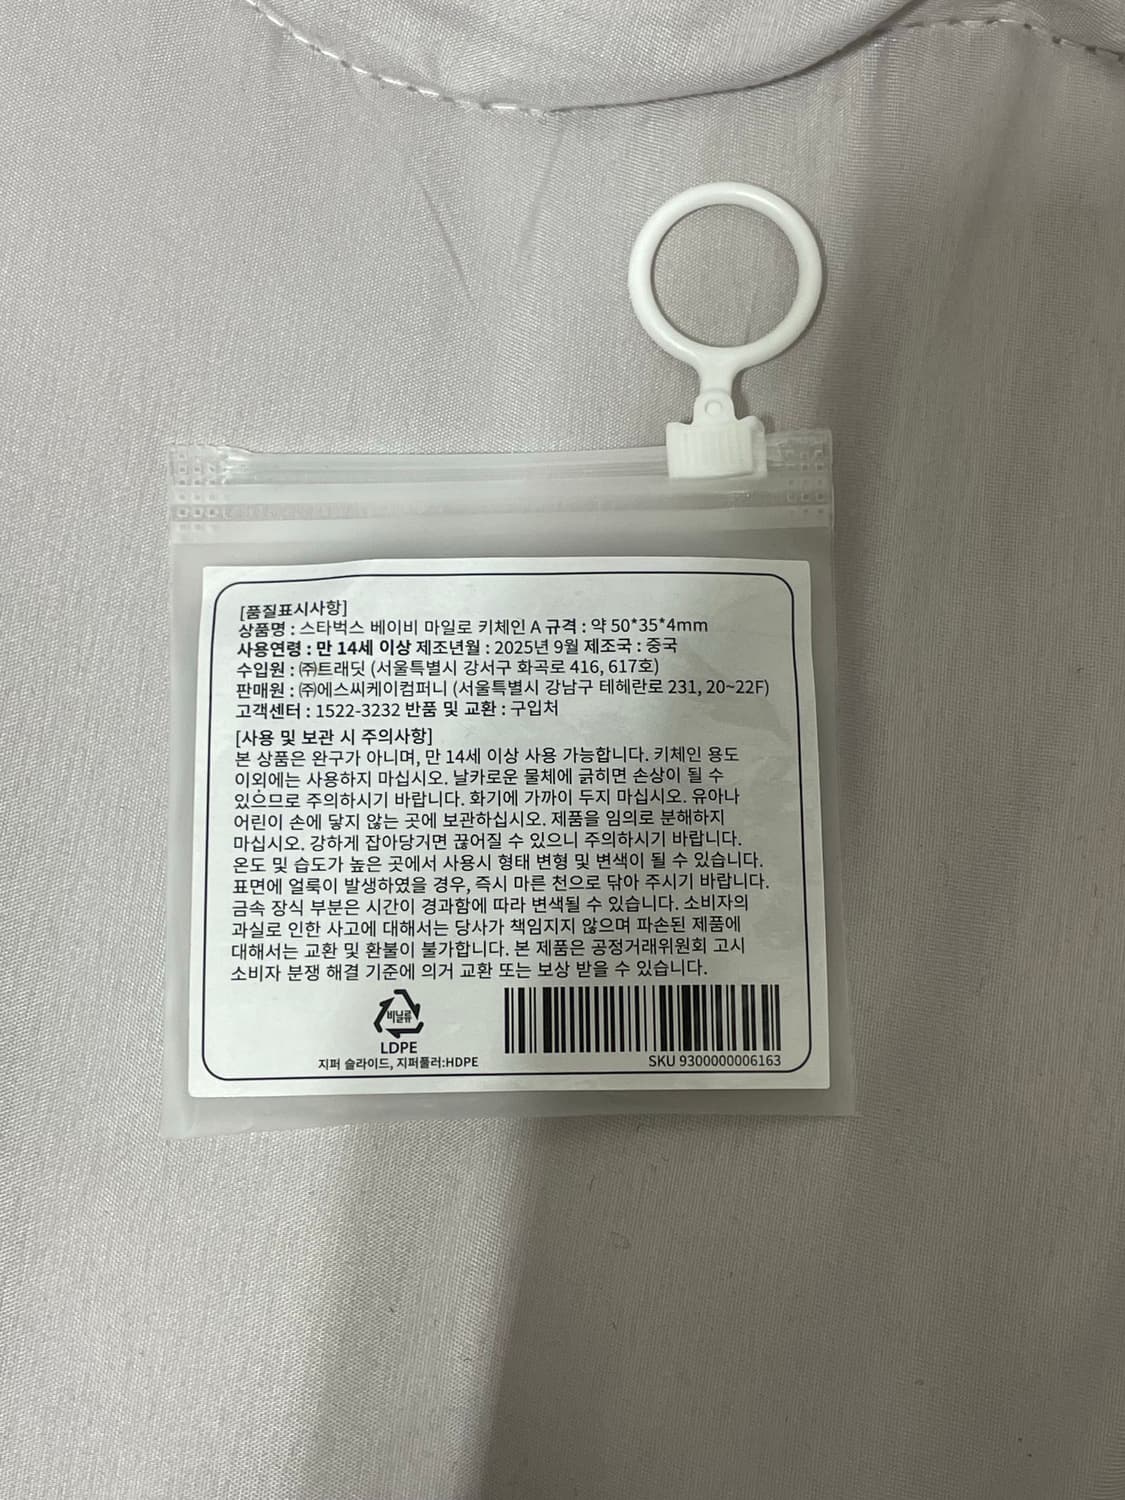 [품질표시사항]
상품명 : 스타벅스 베이비 마일로 키체인 A 규격 : 약 50*35*4mm
사용연령 : 만 14세 이상 제조년월 : 2025년 9월 제조국 : 중국
수입원 : ㈜트래딧 (서울특별시 강서구 화곡로 416, 617호)
판매원 : ㈜에스씨케이컴퍼니 (서울특별시 강남구 테헤란로 231, 20~22F)
고객센터 : 1522-3232 반품 및 교환 : 구입처
[사용 및 보관 시 주의사항]
본 상품은 완구가 아니며, 만 14세 이상 사용 가능합니다. 키체인 용도
이외에는 사용하지 마십시오. 날카로운 물체에 긁히면 손상이 될 수
있으므로 주의하시기 바랍니다. 화기에 가까이 두지 마십시오. 유아나
어린이 손에 닿지 않는 곳에 보관하십시오. 제품을 임의로 분해하지
마십시오. 강하게 잡아당거면 끊어질 수 있으니 주의하시기 바랍니다.
온도 및 습도가 높은 곳에서 사용시 형태 변형 및 변색이 될 수 있습니다.
표면에 얼룩이 발생하였을 경우, 즉시 마른 천으로 닦아 주시기 바랍니다.
금속 장식 부분은 시간이 경과함에 따라 변색될 수 있습니다. 소비자의
과실로 인한 사고에 대해서는 당사가 책임지지 않으며 파손된 제품에
대해서는 교환 및 환불이 불가합니다. 본 제품은 공정거래위원회 고시
소비자 분쟁 해결 기준에 의거 교환 또는 보상 받을 수 있습니다.
비닐류
LDPE
지퍼 슬라이드, 지퍼풀러:HDPE
SKU 9300000006163